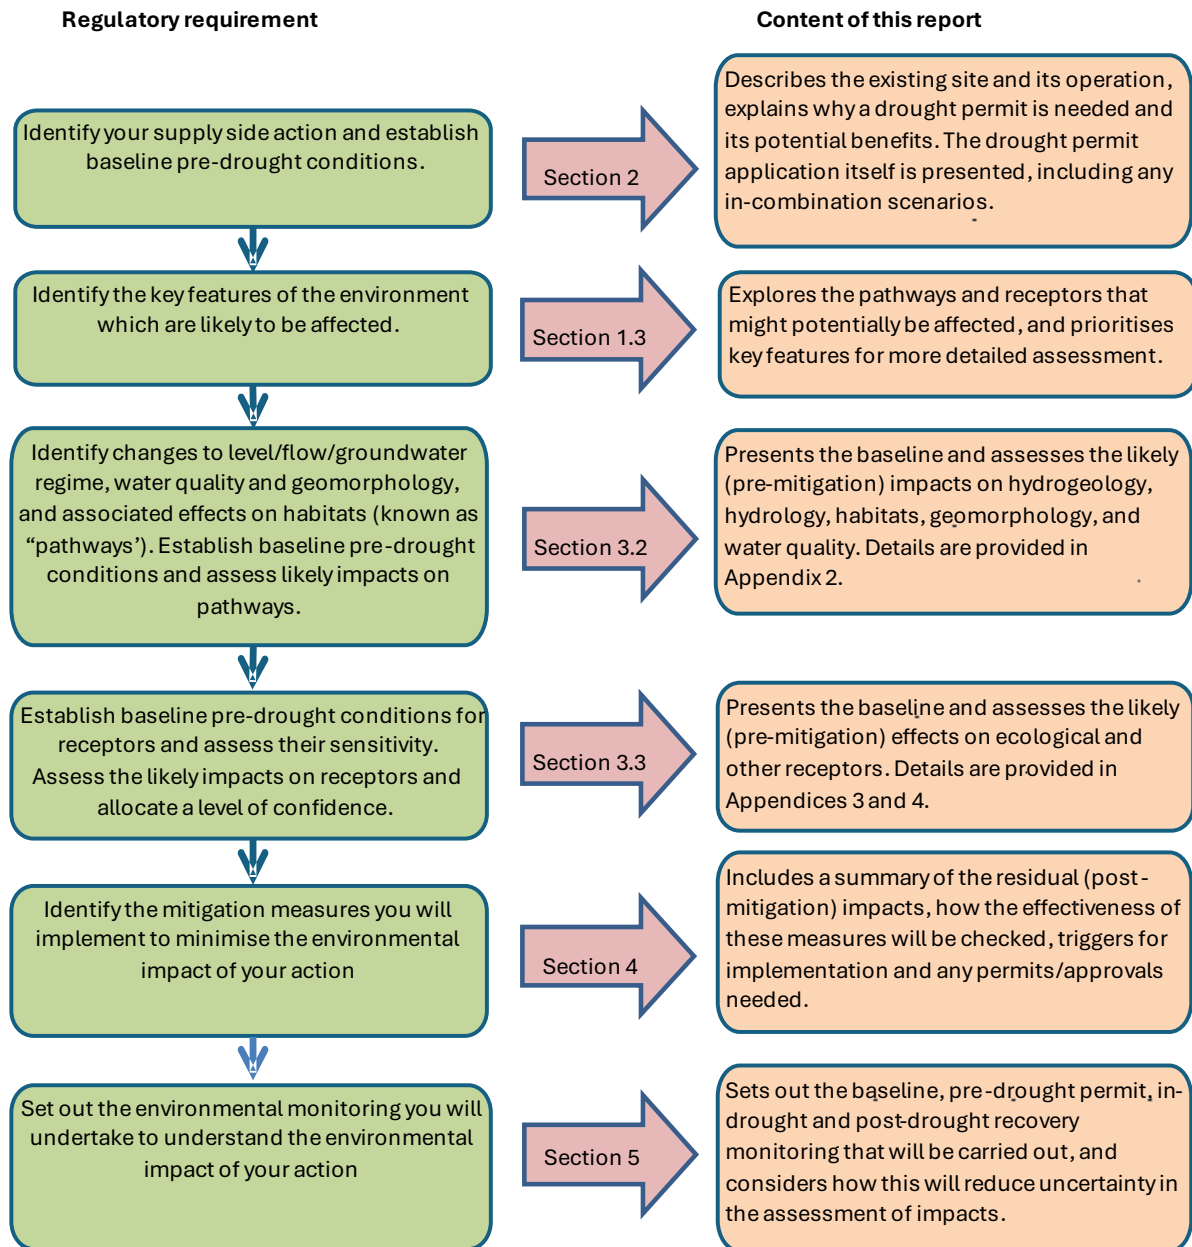 Regulatory requirement
Content of this report
Identify your supply side action and establish
baseline pre-drought conditions.
Section 2
Describes the existing site and its operation,
explains why a drought permit is needed and
its potential benefits. The drought permit
application itself is presented, including any
in-combination scenarios.
Identify the key features of the environment
which are likely to be affected.
Section 1.3
Explores the pathways and receptors that
might potentially be affected, and prioritises
key features for more detailed assessment.
Identify changes to level/flow/groundwater
regime, water quality and geomorphology,
and associated effects on habitats (known as
“pathways’). Establish baseline pre-drought
conditions and assess likely impacts on
pathways.
Section 3.2
Presents the baseline and assesses the likely
(pre-mitigation) impacts on hydrogeology,
hydrology, habitats, geomorphology, and
water quality. Details are provided in
Appendix 2.
Establish baseline pre-drought conditions for
receptors and assess their sensitivity.
Assess the likely impacts on receptors and
allocate a level of confidence.
Section 3.3
Presents the baseline and assesses the likely
(pre-mitigation) effects on ecological and
other receptors. Details are provided in
Appendices 3 and 4.
Identify the mitigation measures you will
implement to minimise the environmental
impact of your action
Section 4
Includes a summary of the residual (post-
mitigation) impacts, how the effectiveness of
these measures will be checked, triggers for
implementation and any permits/approvals
needed.
Set out the environmental monitoring you will
undertake to understand the environmental
impact of your action
Section 5
Sets out the baseline, pre-drought permit, in-
drought and post-drought recovery
monitoring that will be carried out, and
considers how this will reduce uncertainty in
the assessment of impacts.